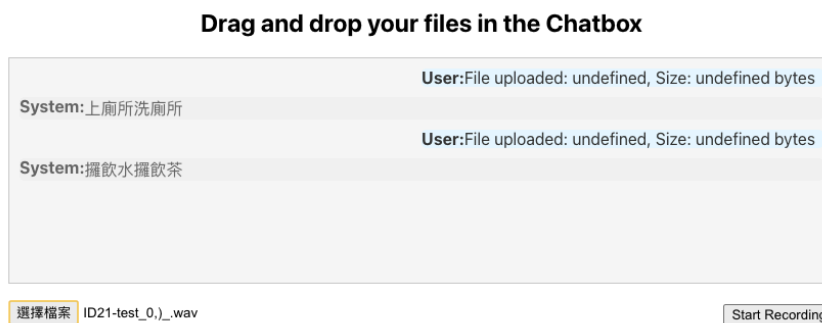 Drag and drop your files in the Chatbox
User:File uploaded: undefined, Size: undefined bytes
System:上廁所洗廁所
User:File uploaded: undefined, Size: undefined bytes
System:攞飲水攞飲茶
選擇檔案 ID21-test_0,)_.wav
Start Recording